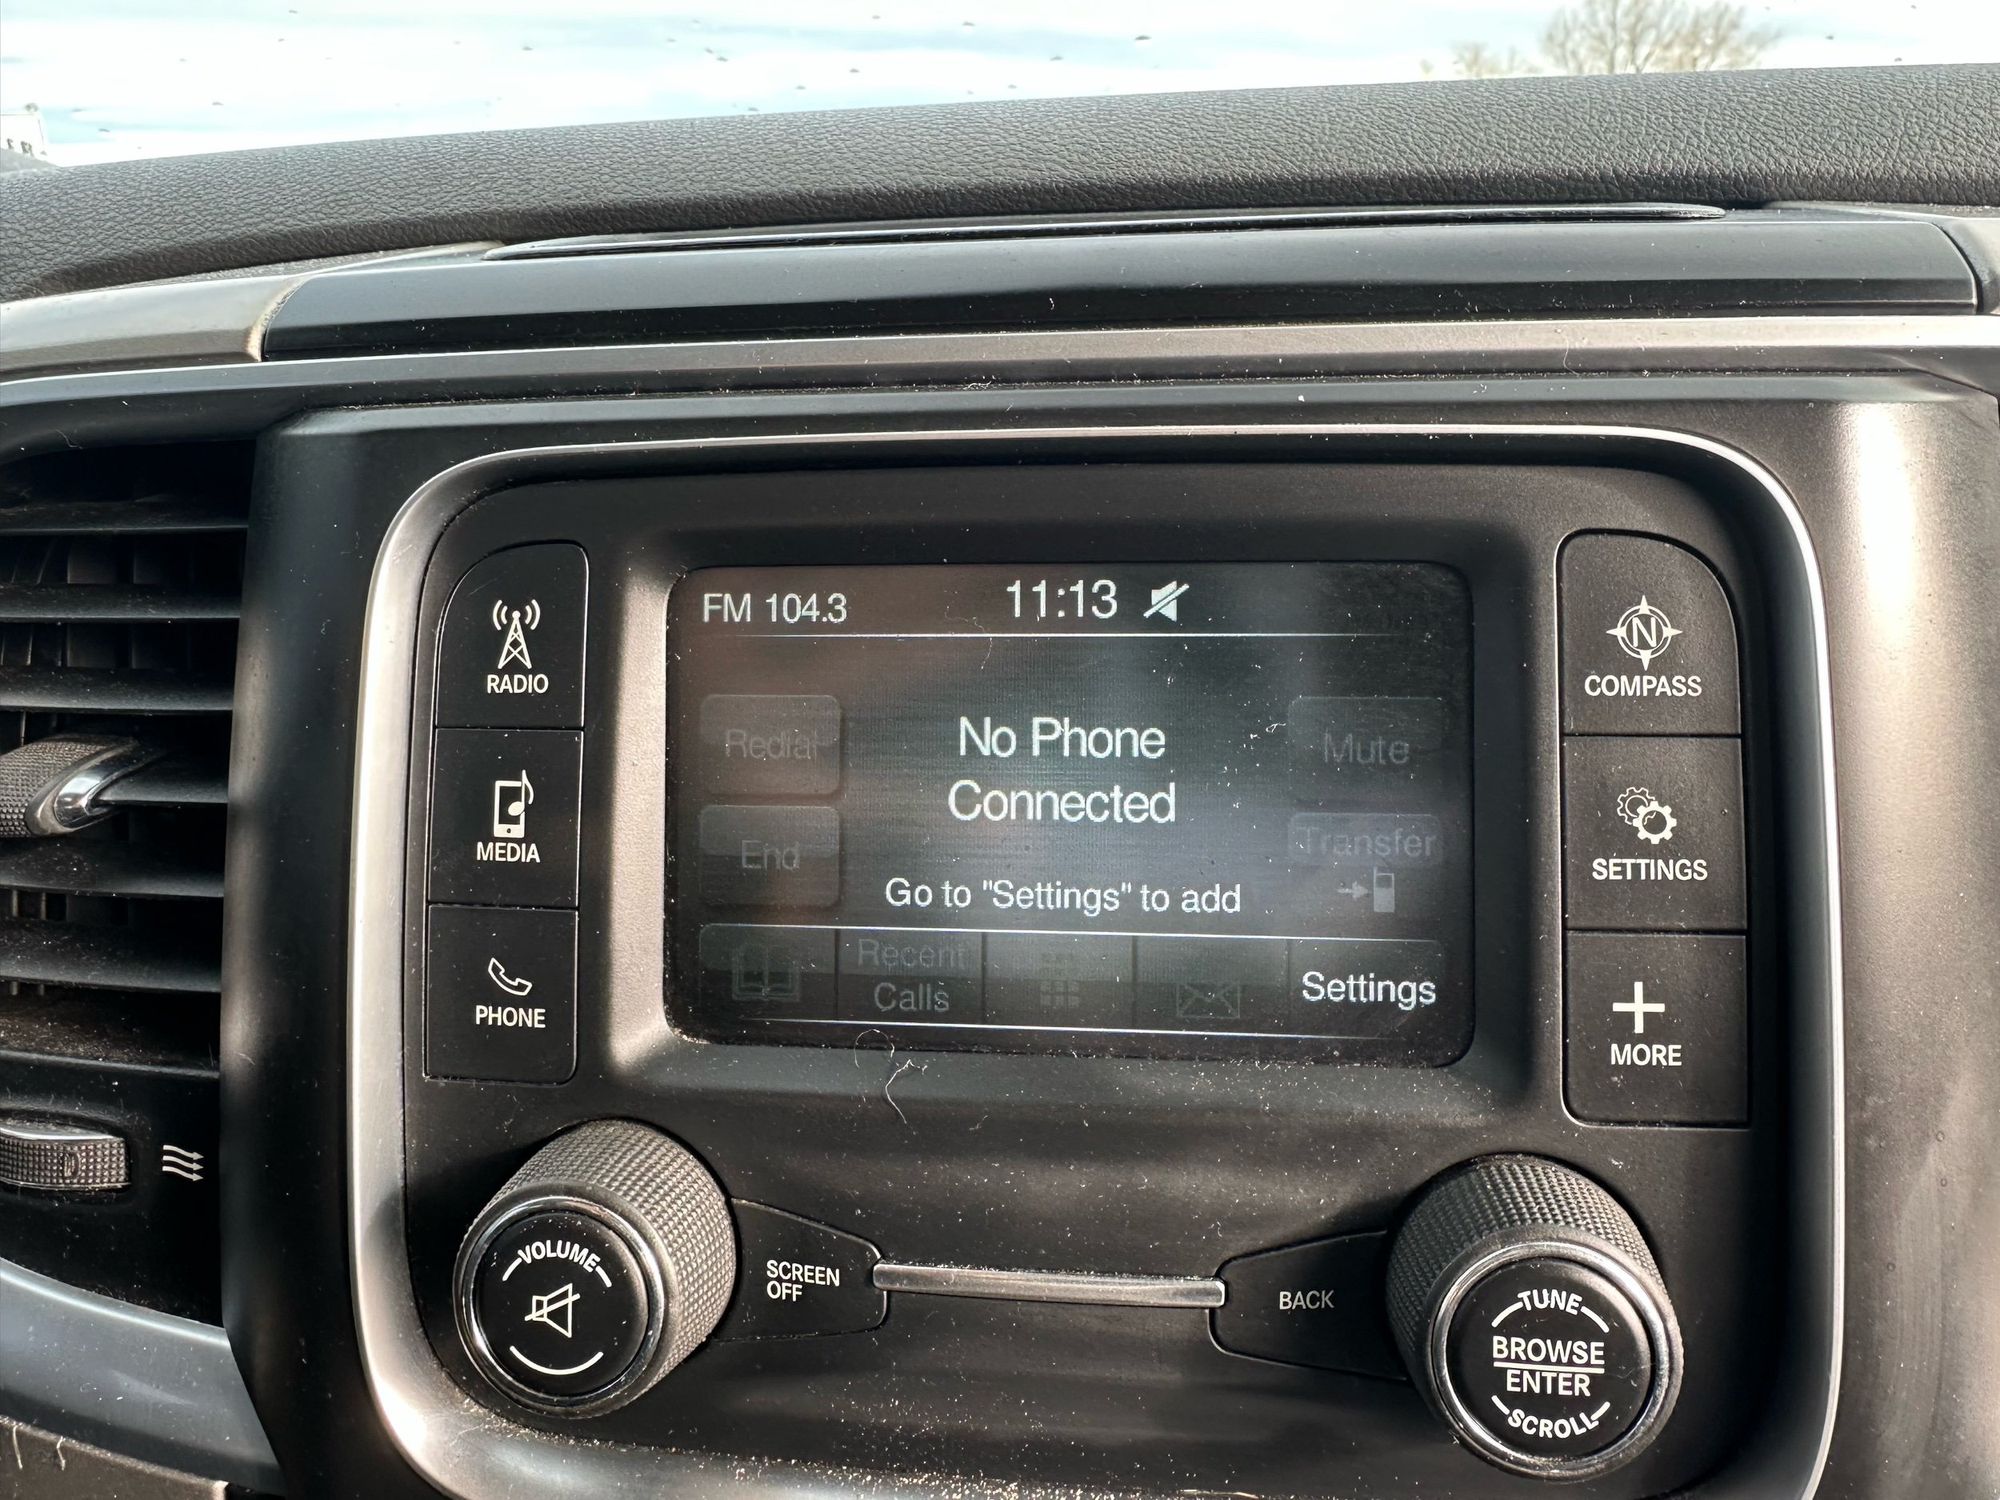 FM 104.3
11:13
RADIO
Redial
No Phone
Connected
Mute
COMPASS
MEDIA
End
Transfer
SETTINGS
Go to "Settings" to add
PHONE
Recent
Calls
Settings
MORE
VOLUME
SCREEN
OFF
BACK
TUNE
BROWSE
ENTER
SCROLL
N